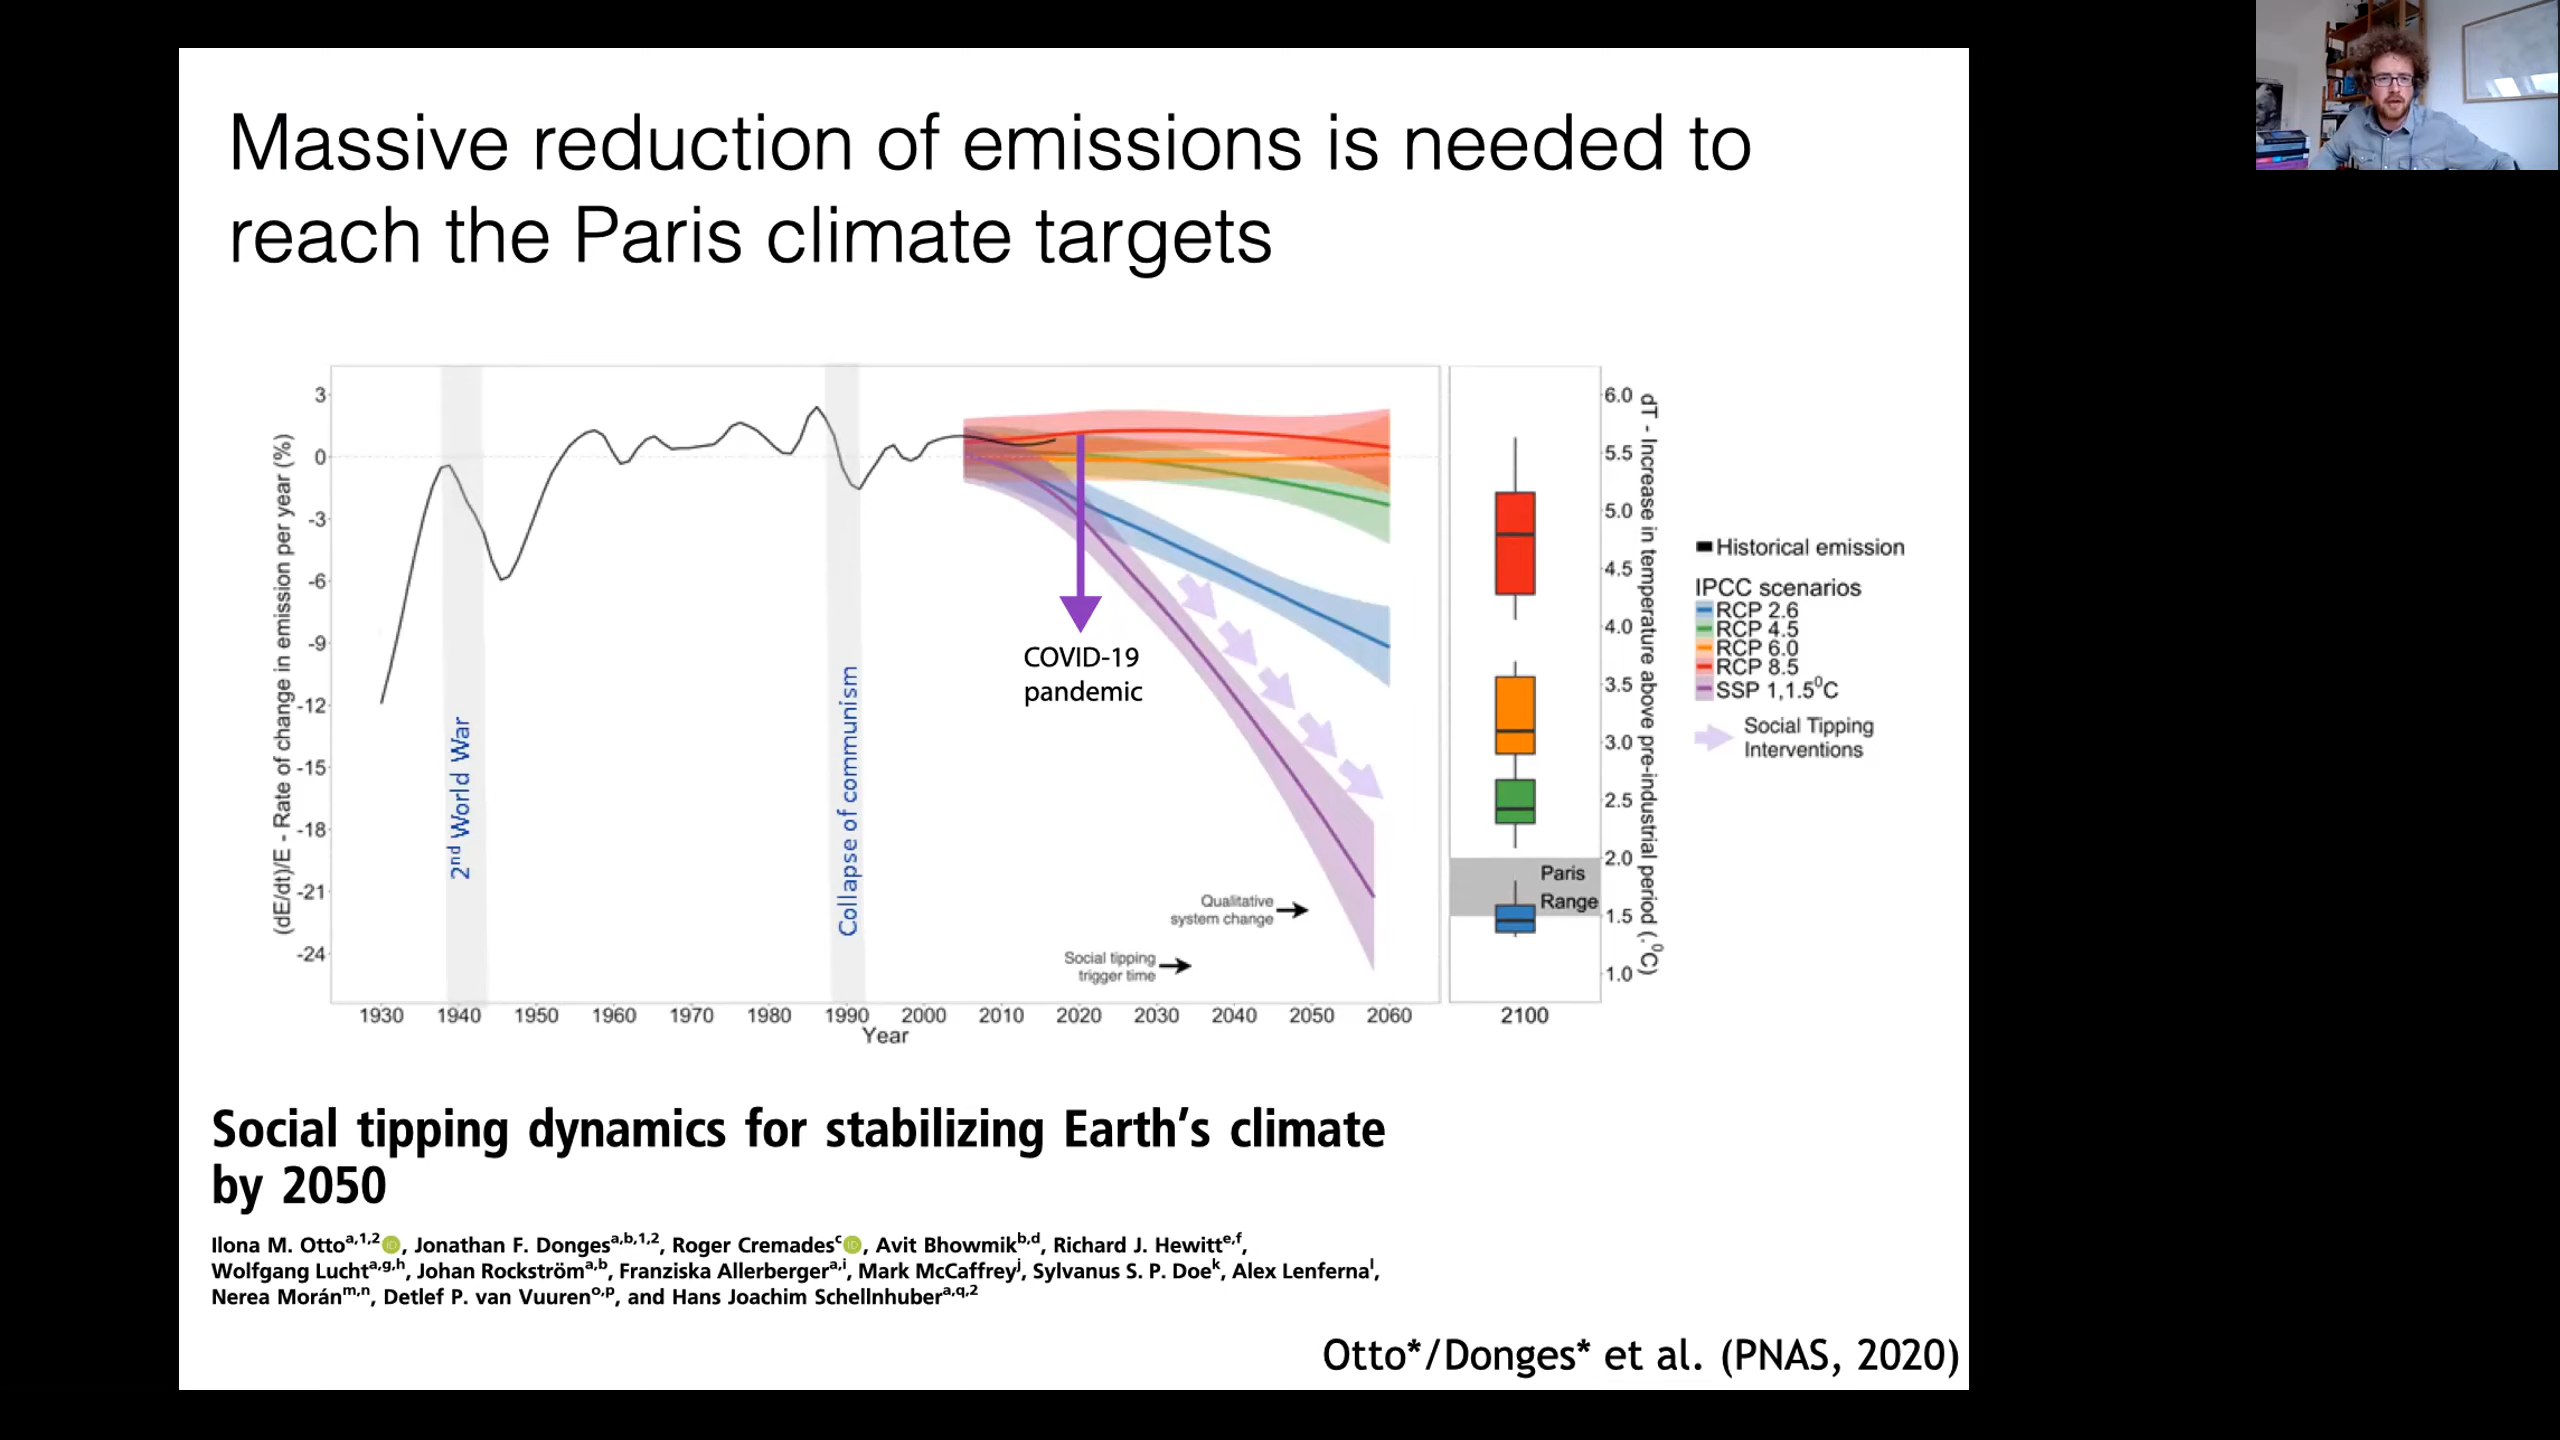 Massive reduction of emissions is needed to
reach the Paris climate targets
(dE/dt)/E - Rate of change in emission per year (%)
3
0
-3
-6
-9
-12
-15
-18
-21
-24
2nd World War
Collapse of communism
COVID-19
pandemic
Qualitative
system change
Social tipping
trigger time
1930 1940 1950 1960 1970 1980 1990 2000 2010 2020 2030 2040 2050 2060
Year
Paris
Range
2100
6.0
5.5
5.0
4.5
4.0
3.5
3.0
2.5
2.0
1.5
1.0
dT - Increase in temperature above pre-industrial period (.⁰C)
Historical emission
IPCC scenarios
RCP 2.6
RCP 4.5
RCP 6.0
RCP 8.5
SSP 1,1.5⁰C
Social Tipping
Interventions
Social tipping dynamics for stabilizing Earth's climate
by 2050
Ilona M. Otto a,1,2 iD, Jonathan F. Donges a,b,1,2, Roger Cremades c iD, Avit Bhowmik b,d, Richard J. Hewitt e,f,
Wolfgang Lucht a,g,h, Johan Rockström a,b, Franziska Allerberger a,i, Mark McCaffrey j, Sylvanus S. P. Doe k, Alex Lenferna l,
Nerea Morán m,n, Detlef P. van Vuuren o,p, and Hans Joachim Schellnhuber a,q,2
Otto*/Donges* et al. (PNAS, 2020)